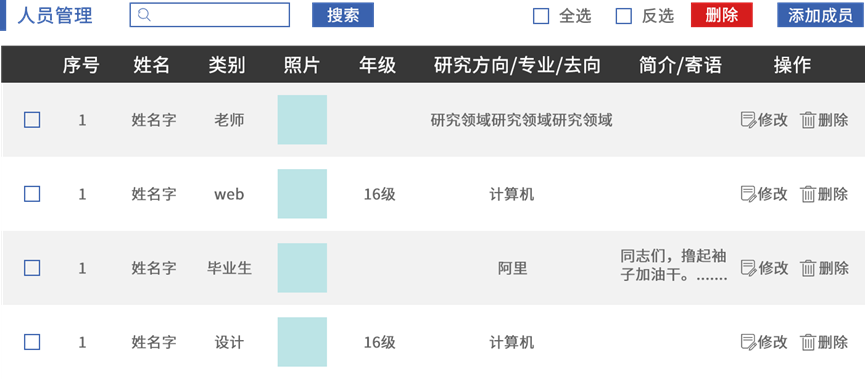 人员管理 搜索 全选 反选 删除 添加成员
序号 姓名 类别 照片 年级 研究方向/专业/去向 简介/寄语 操作
1 姓名字 老师 研究领域研究领域研究领域 修改 删除
1 姓名字 web 16级 计算机 修改 删除
1 姓名字 毕业生 阿里 同志们，撸起袖 修改 删除
子加油干。.......
1 姓名字 设计 16级 计算机 修改 删除